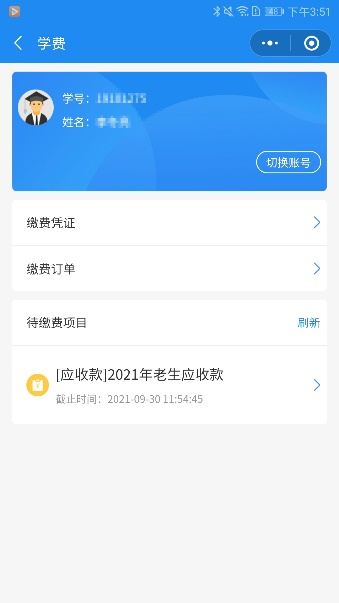 下午3:51
学费
学号:
姓名:
切换账号
缴费凭证
缴费订单
待缴费项目
刷新
[应收款]2021年老生应收款
截止时间：2021-09-30 11:54:45